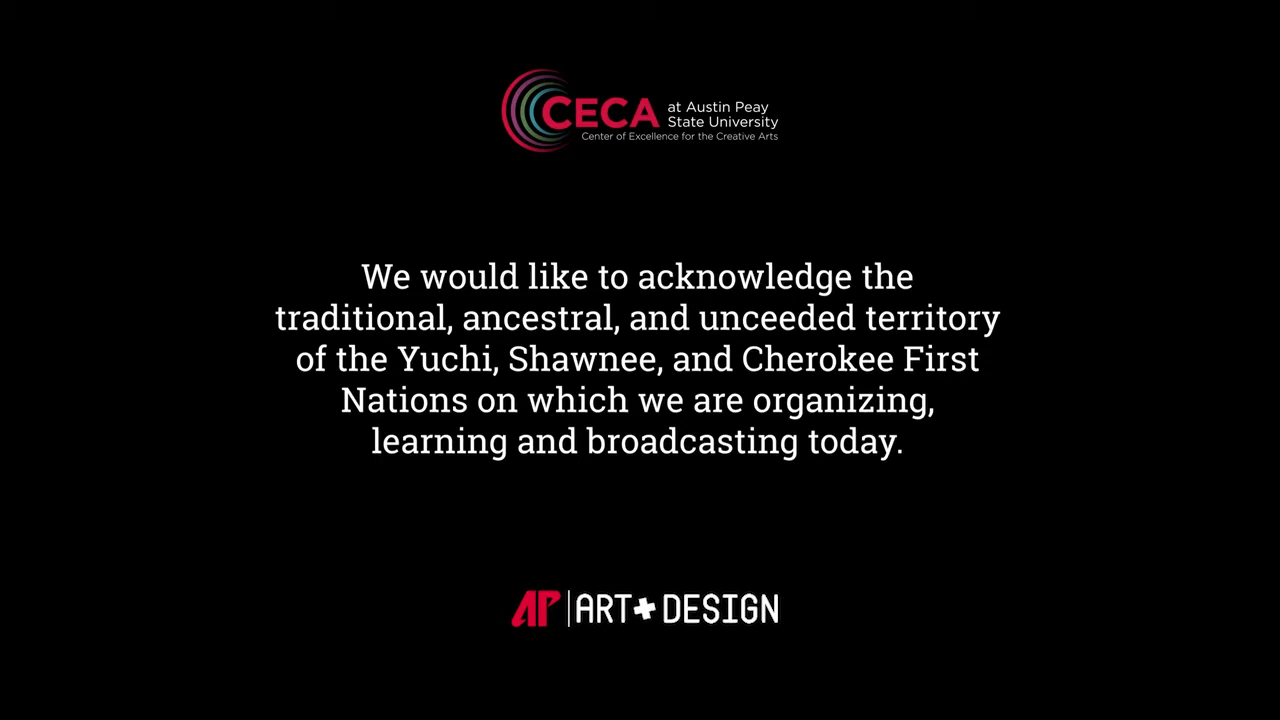 CECA at Austin Peay
State University
Center of Excellence for the Creative Arts
We would like to acknowledge the
traditional, ancestral, and unceeded territory
of the Yuchi, Shawnee, and Cherokee First
Nations on which we are organizing,
learning and broadcasting today.
AP | ART+DESIGN